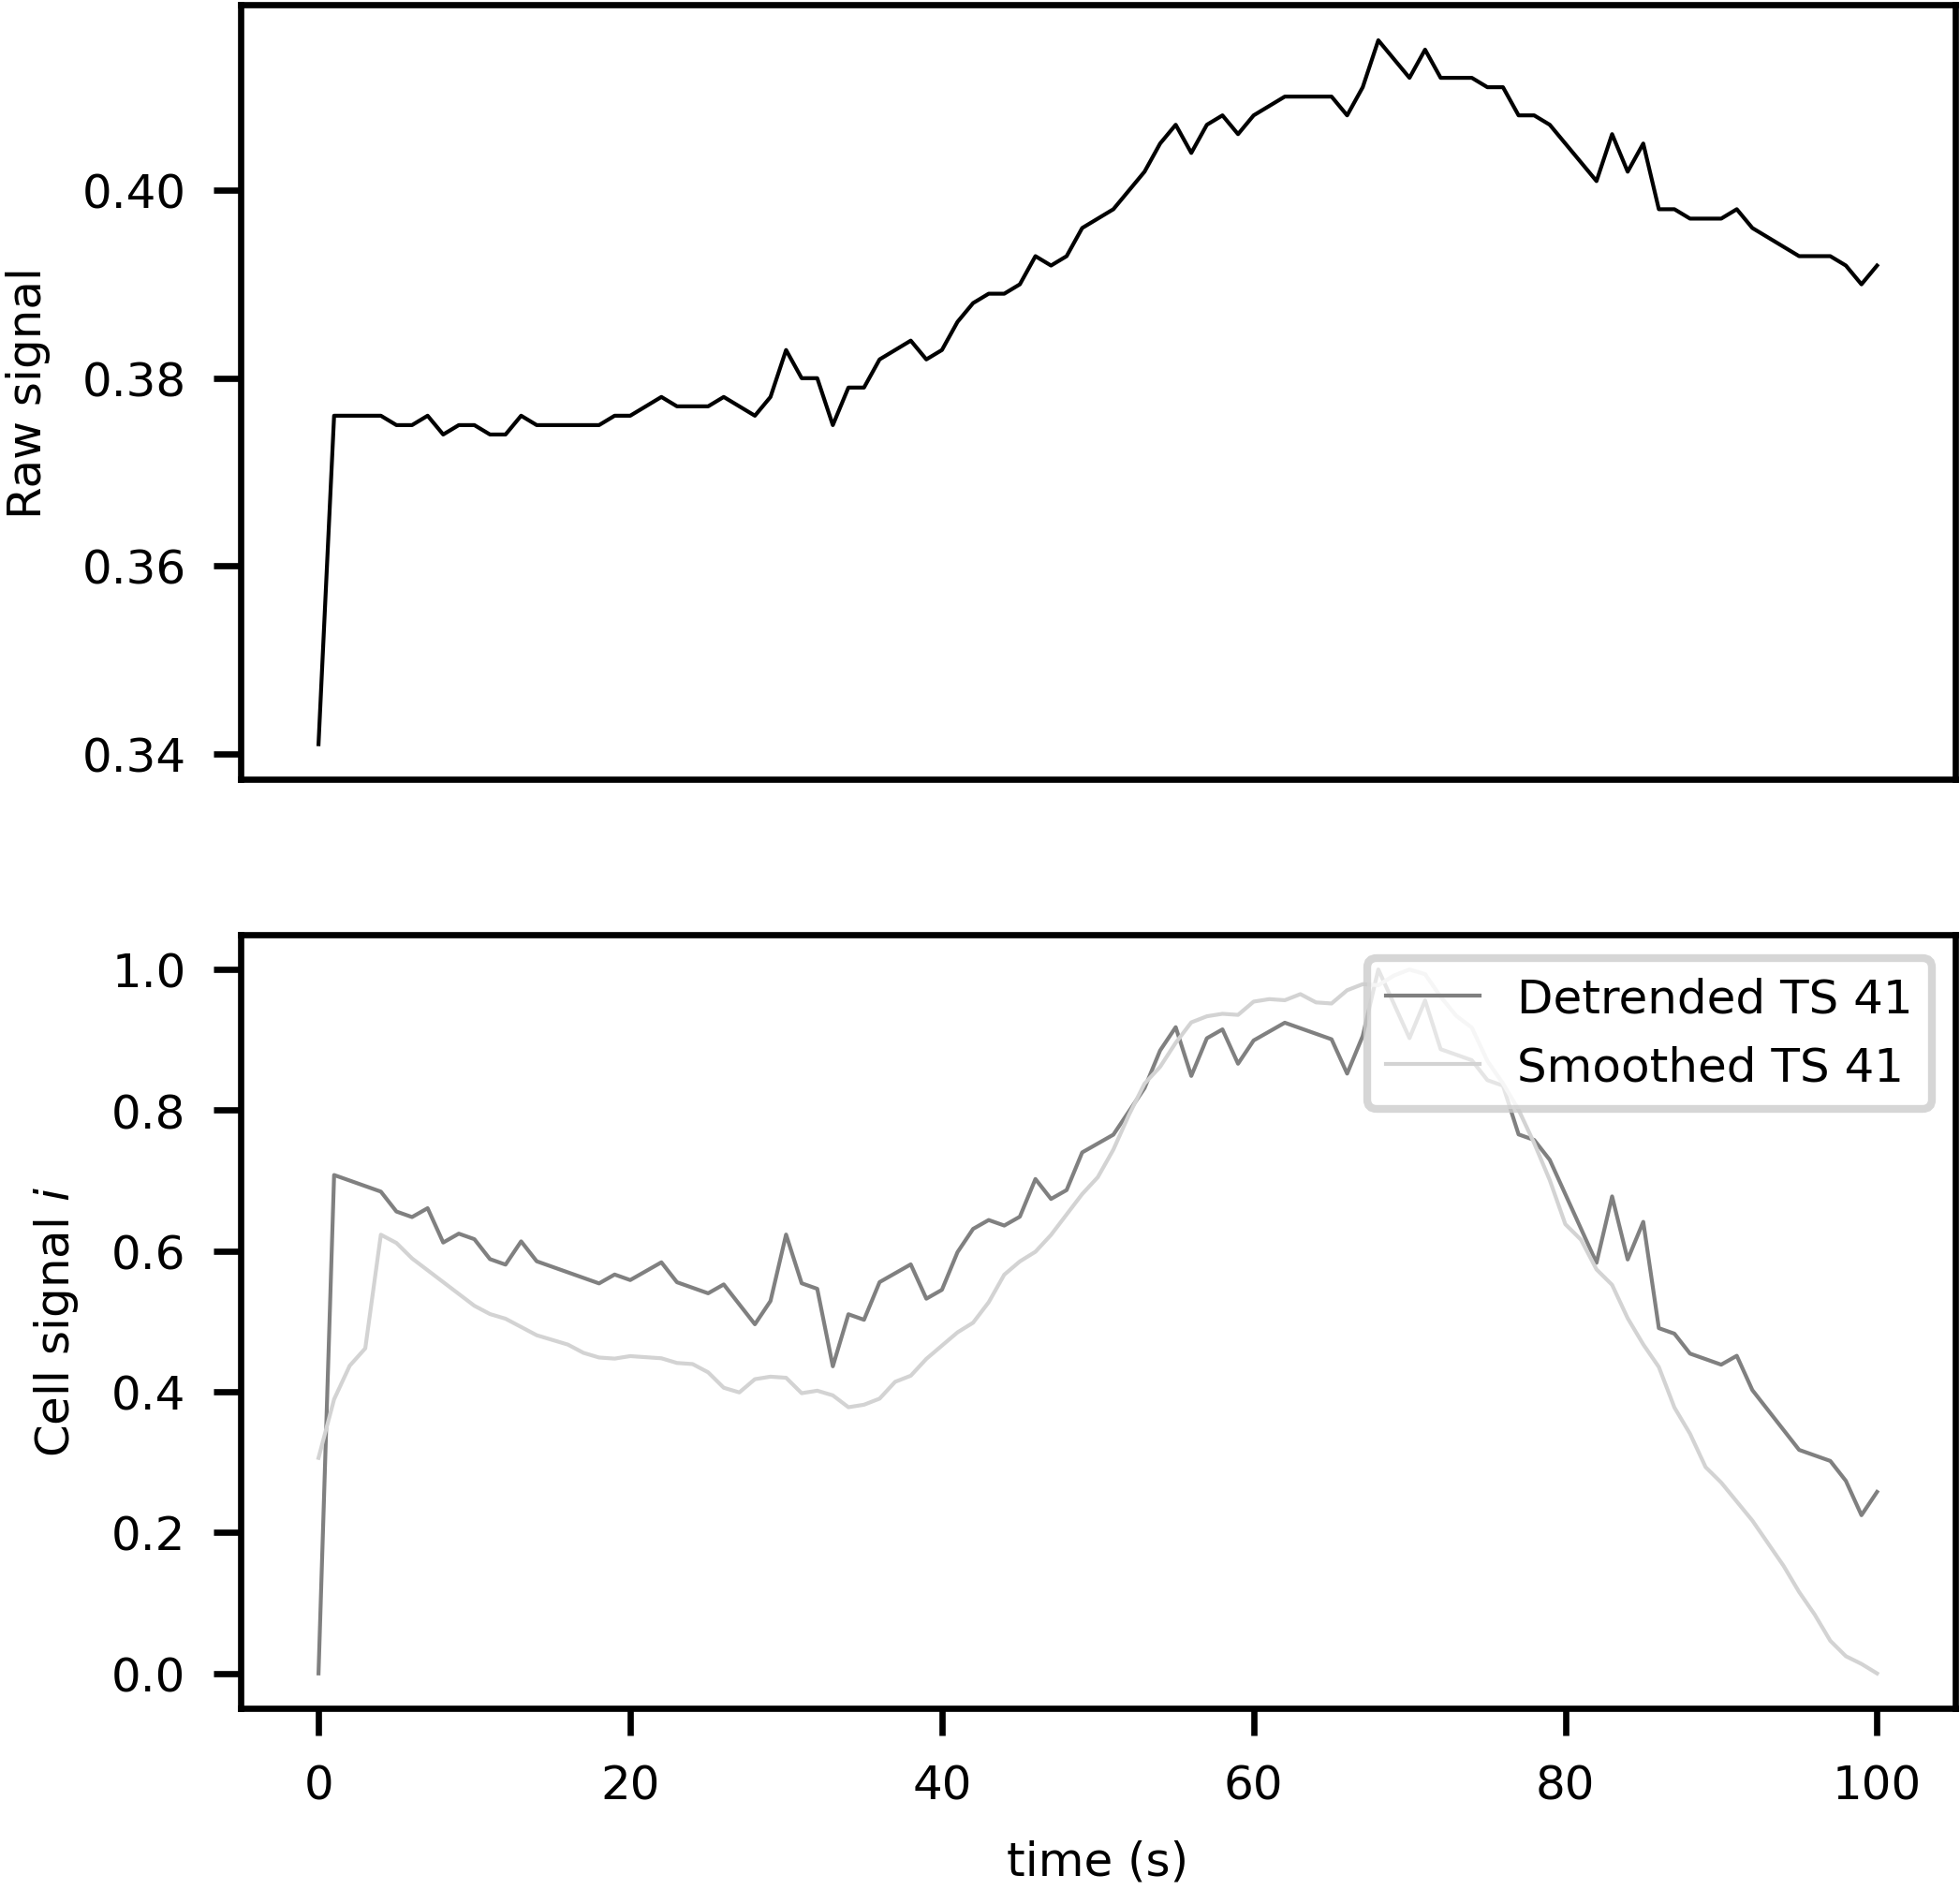 Raw signal
0.40
0.38
0.36
0.34
Cell signal i
1.0
0.8
0.6
0.4
0.2
0.0
Detrended TS 41
Smoothed TS 41
0 20 40 60 80 100
time (s)